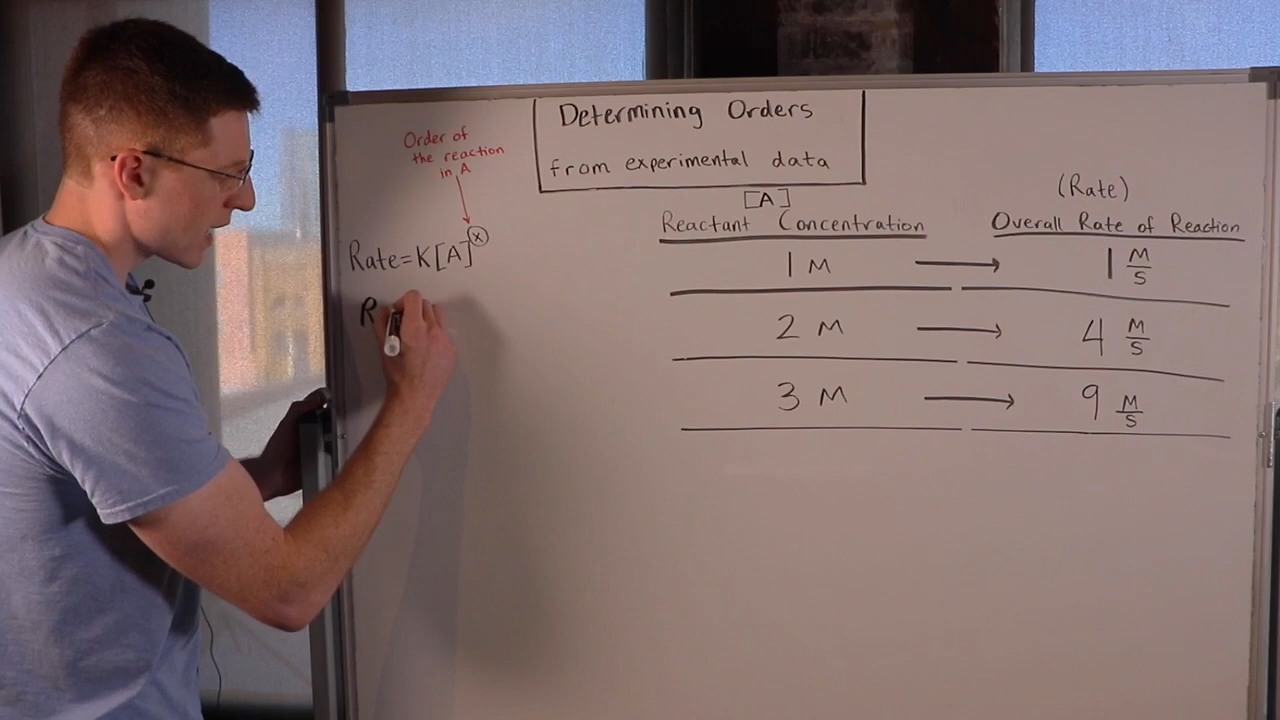 Determining Orders
from experimental data
Order of
the reaction
in A
Rate=K[A]^x
R
[A]
Reactant Concentration
(Rate)
Overall Rate of Reaction
1 M → 1 M/S
2 M → 4 M/S
3 M → 9 M/S